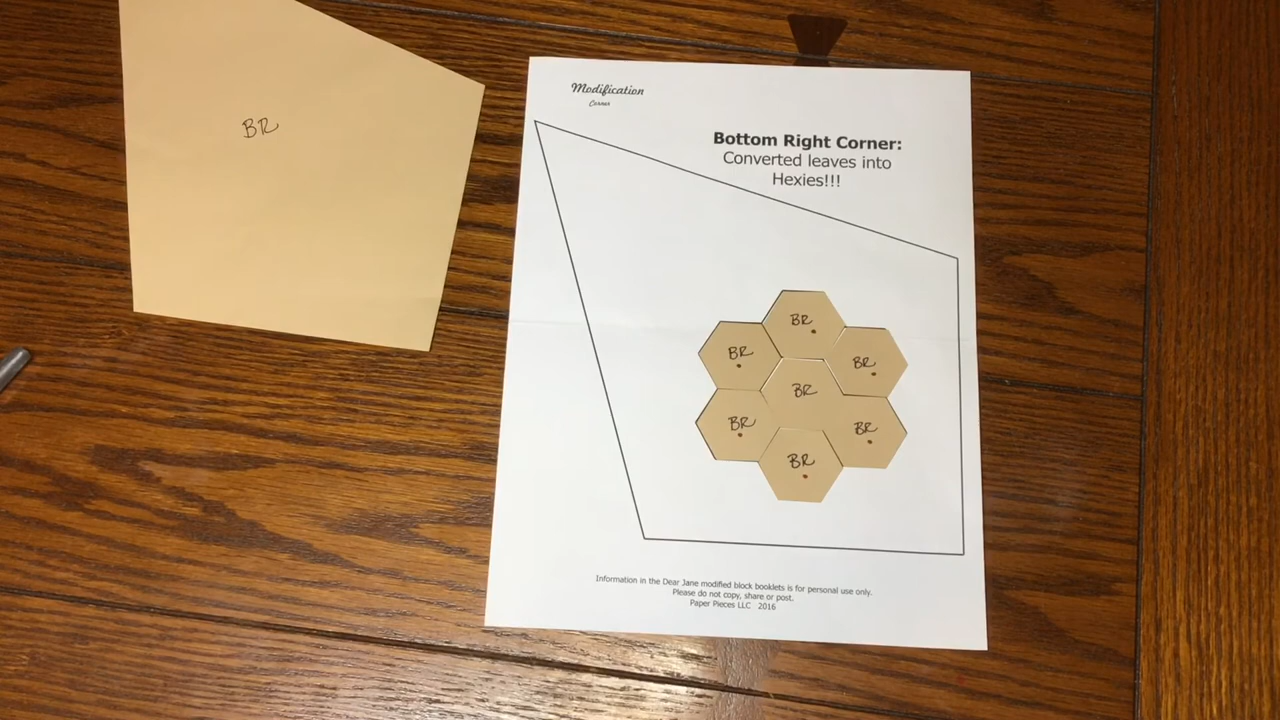 BR
Modification
Corner
Bottom Right Corner:
Converted leaves into
Hexies!!!
BR
BR
BR
BR
BR
BR
BR
Information in the Dear Jane modified block booklets is for personal use only.
Please do not copy, share or post.
Paper Pieces LLC 2016